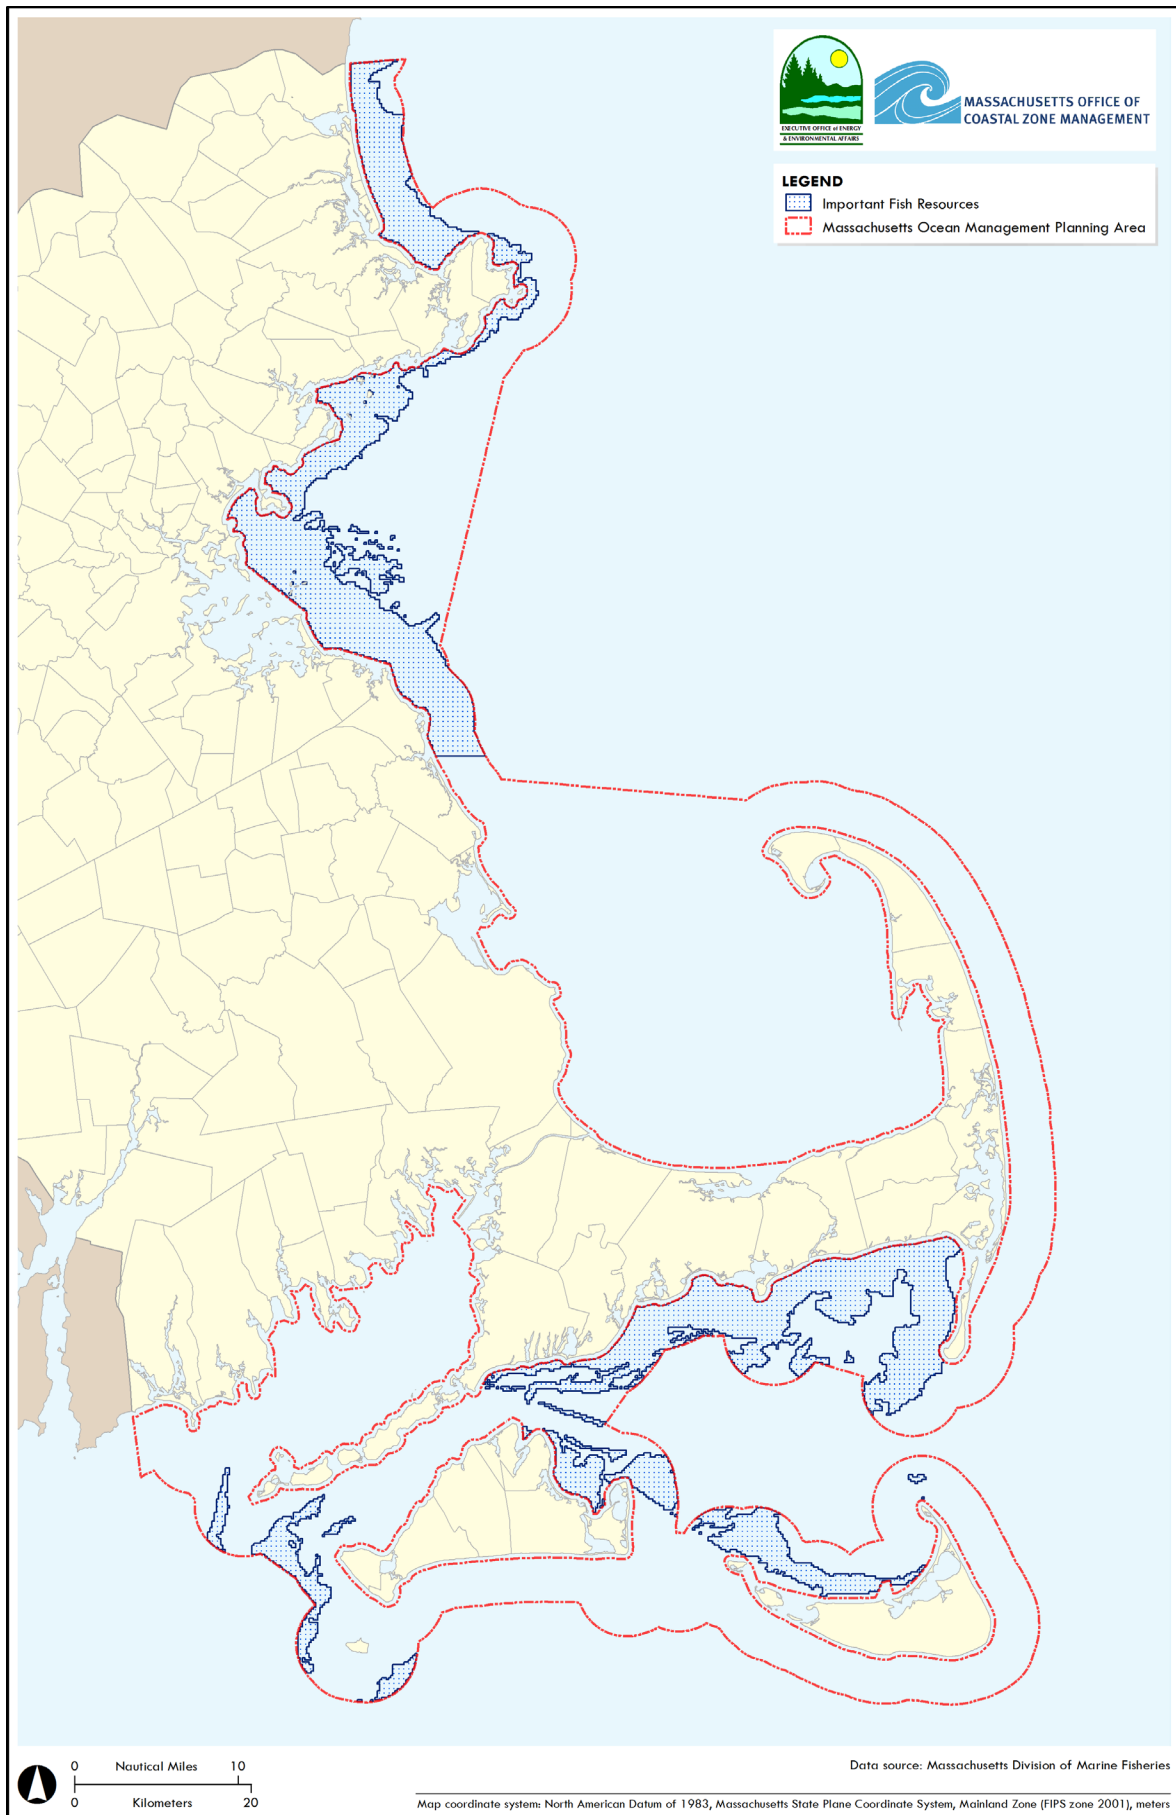 EXECUTIVE OFFICE of ENERGY
& ENVIRONMENTAL AFFAIRS
MASSACHUSETTS OFFICE OF
COASTAL ZONE MANAGEMENT
LEGEND
Important Fish Resources
Massachusetts Ocean Management Planning Area
0 Nautical Miles 10
0 Kilometers 20
Data source: Massachusetts Division of Marine Fisheries
Map coordinate system: North American Datum of 1983, Massachusetts State Plane Coordinate System, Mainland Zone (FIPS zone 2001), meters